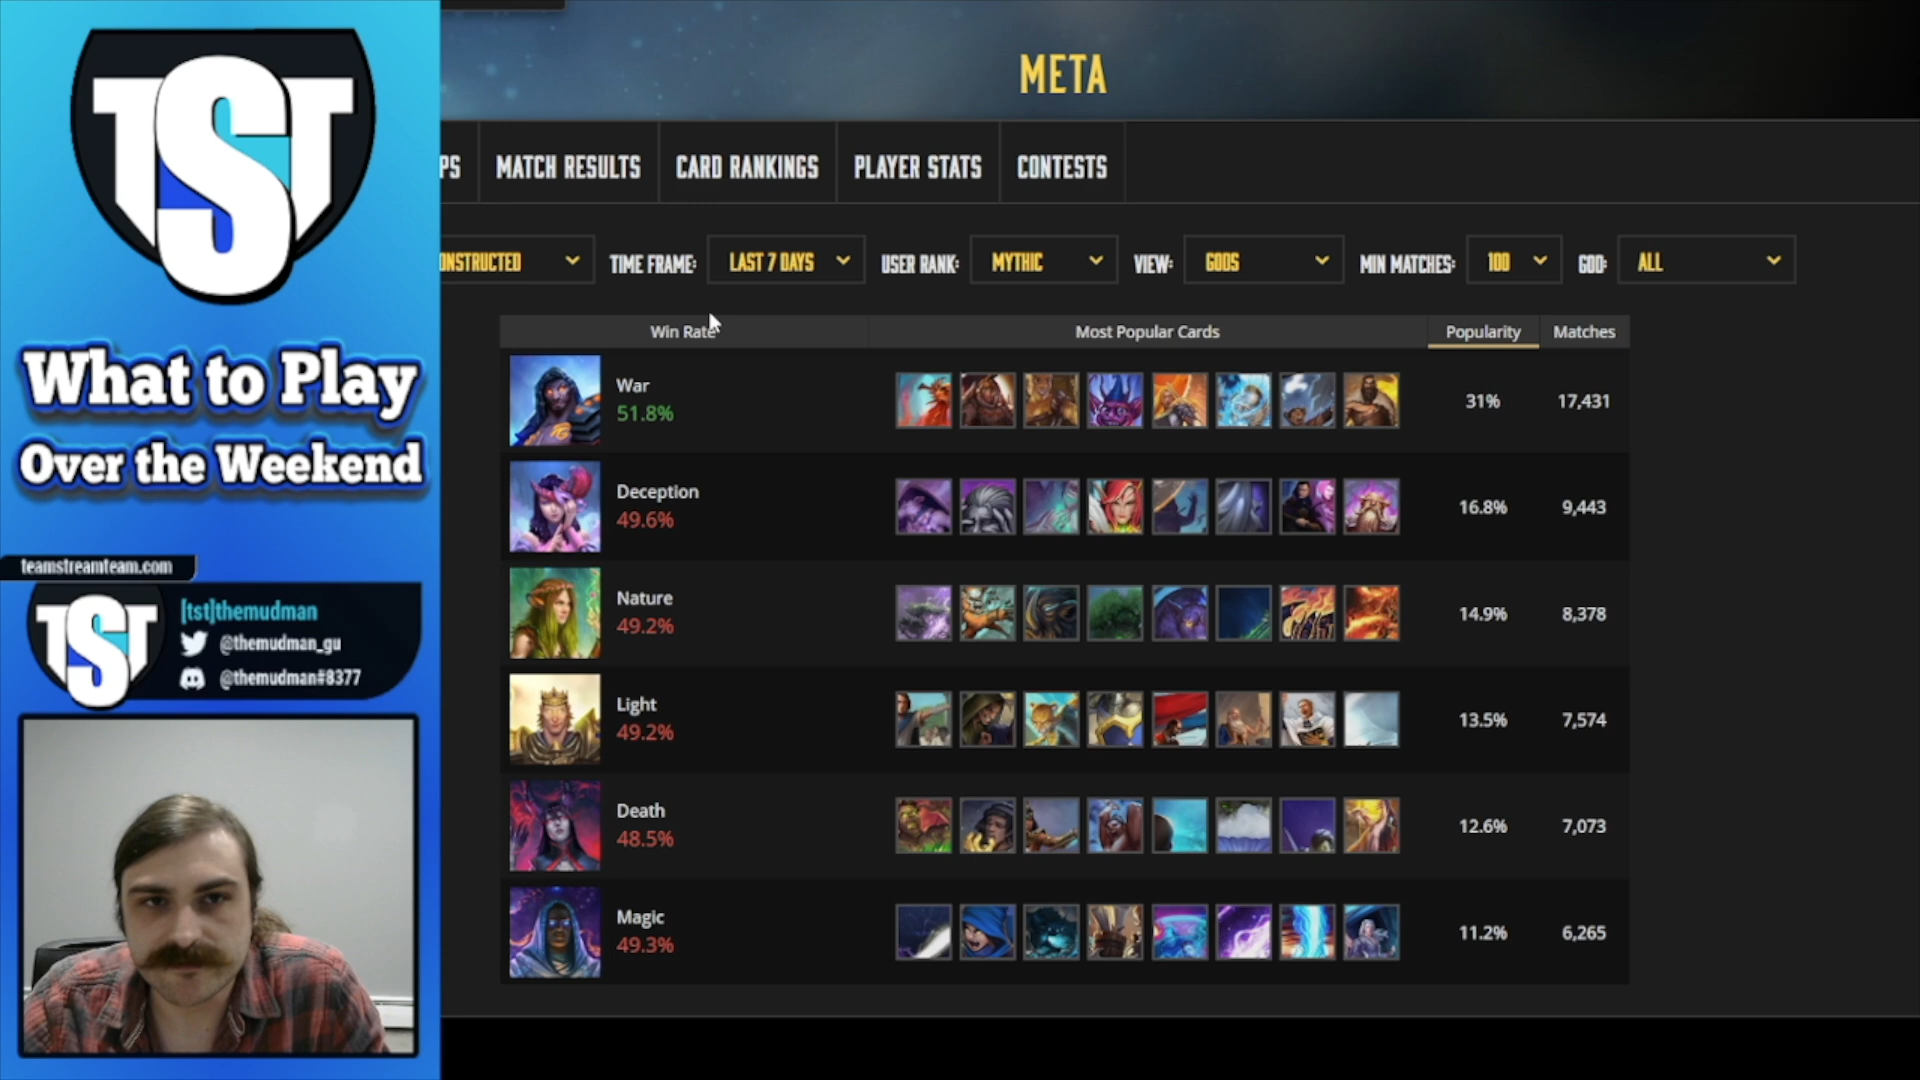 TST
What to Play
Over the Weekend
teamstreamteam.com
TST
[tst]themudman
@themudman_gu
@themudman#8377
META
PS MATCH RESULTS CARD RANKINGS PLAYER STATS CONTESTS
ONSTRUCTED TIME FRAME: LAST 7 DAYS USER RANK: MYTHIC VIEW: GODS MIN MATCHES: 100 GOD: ALL
Win Rate Most Popular Cards Popularity Matches
War
51.8% 31% 17,431
Deception
49.6% 16.8% 9,443
Nature
49.2% 14.9% 8,378
Light
49.2% 13.5% 7,574
Death
48.5% 12.6% 7,073
Magic
49.3% 11.2% 6,265